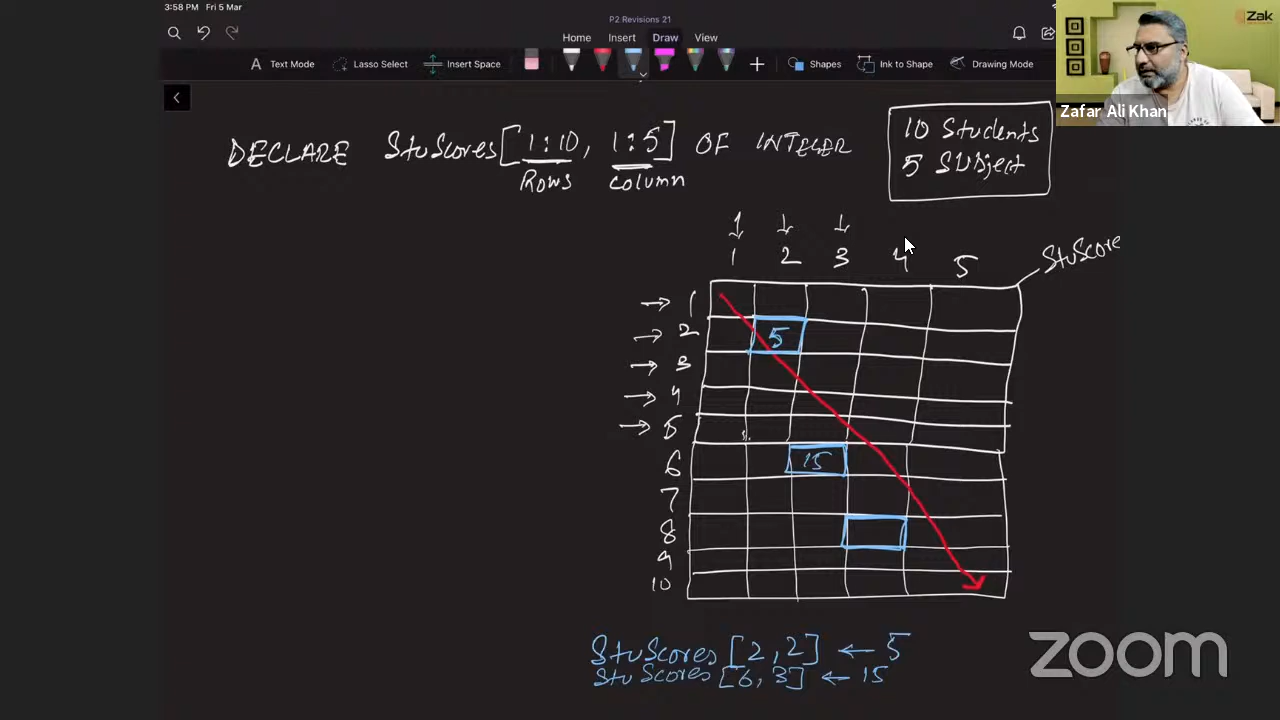 3:58 PM Fri 5 Mar
P2 Revisions 21
Home Insert Draw View
Text Mode Lasso Select Insert Space Shapes Ink to Shape Drawing Mode
Zak
Zafar Ali Khan
DECLARE StuScores[1:10, 1:5] OF INTEGER
Rows column
10 Students
5 SUbject
1 2 3 4 5
StuScore
1
2 5
3
4
5
6 15
7
8
9
10
StuScores[2,2] ← 5
StuScores[6,3] ← 15
zoom